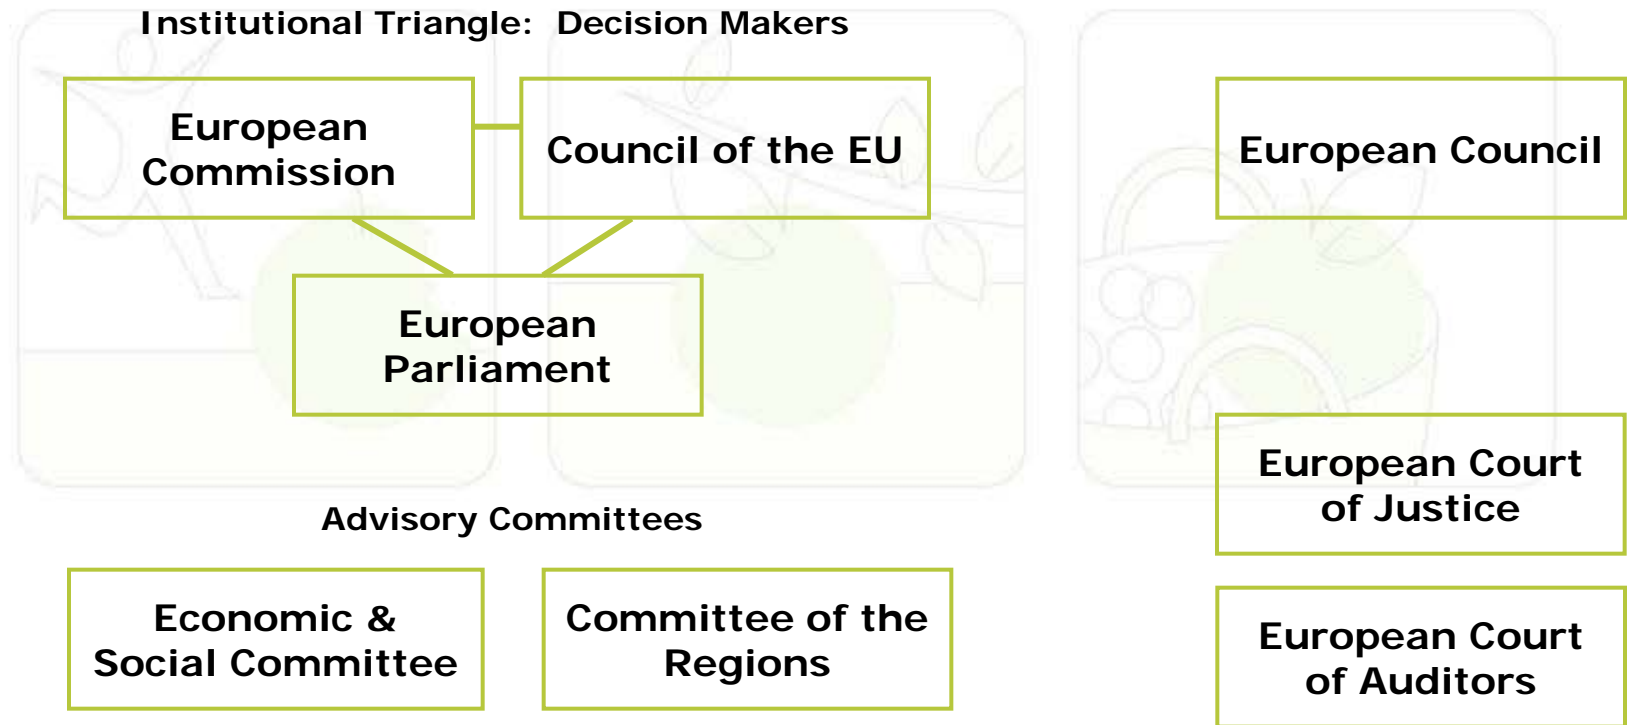 Institutional Triangle: Decision Makers
European
Commission
Council of the EU
European Council
European
Parliament
European Court
of Justice
Advisory Committees
Economic &
Social Committee
Committee of the
Regions
European Court
of Auditors